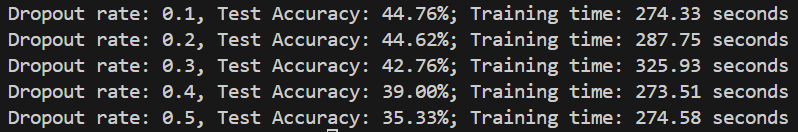 Dropout rate: 0.1, Test Accuracy: 44.76%; Training time: 274.33 seconds
Dropout rate: 0.2, Test Accuracy: 44.62%; Training time: 287.75 seconds
Dropout rate: 0.3, Test Accuracy: 42.76%; Training time: 325.93 seconds
Dropout rate: 0.4, Test Accuracy: 39.00%; Training time: 273.51 seconds
Dropout rate: 0.5, Test Accuracy: 35.33%; Training time: 274.58 seconds